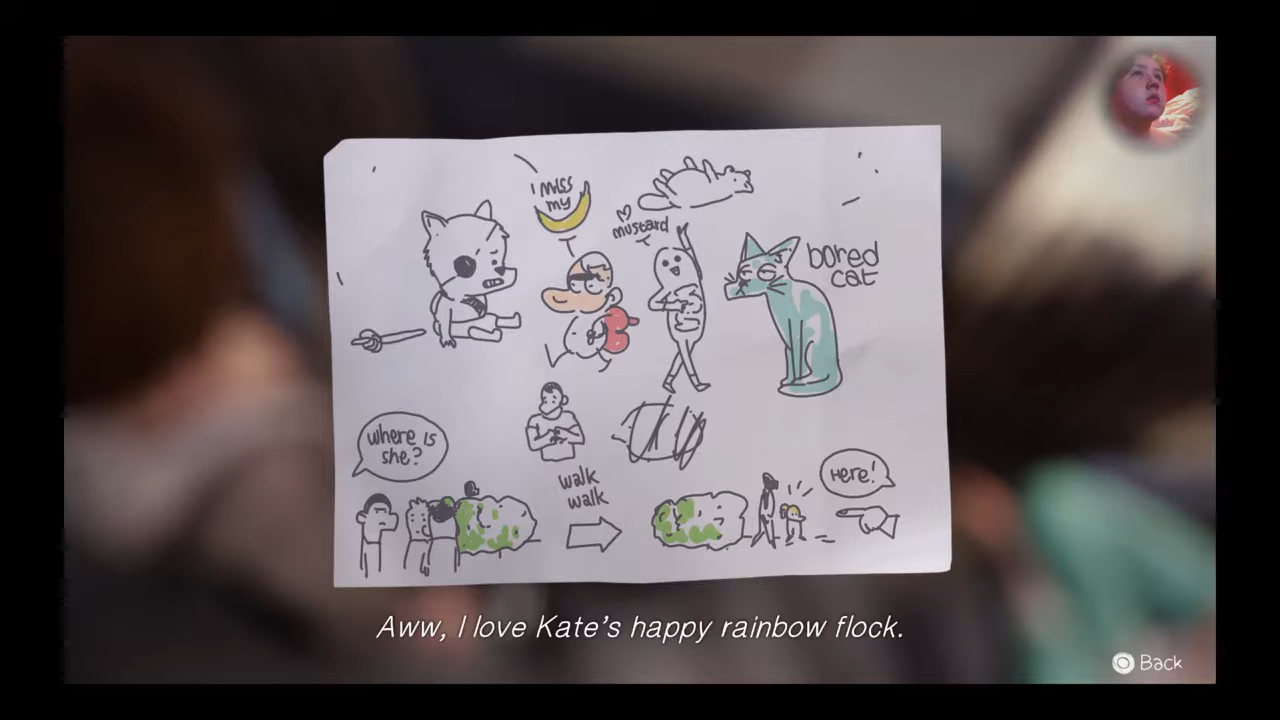 I miss
my
mustard
bored
cat
Where is
she?
walk
walk
Here!
Aww, I love Kate's happy rainbow flock.
Back